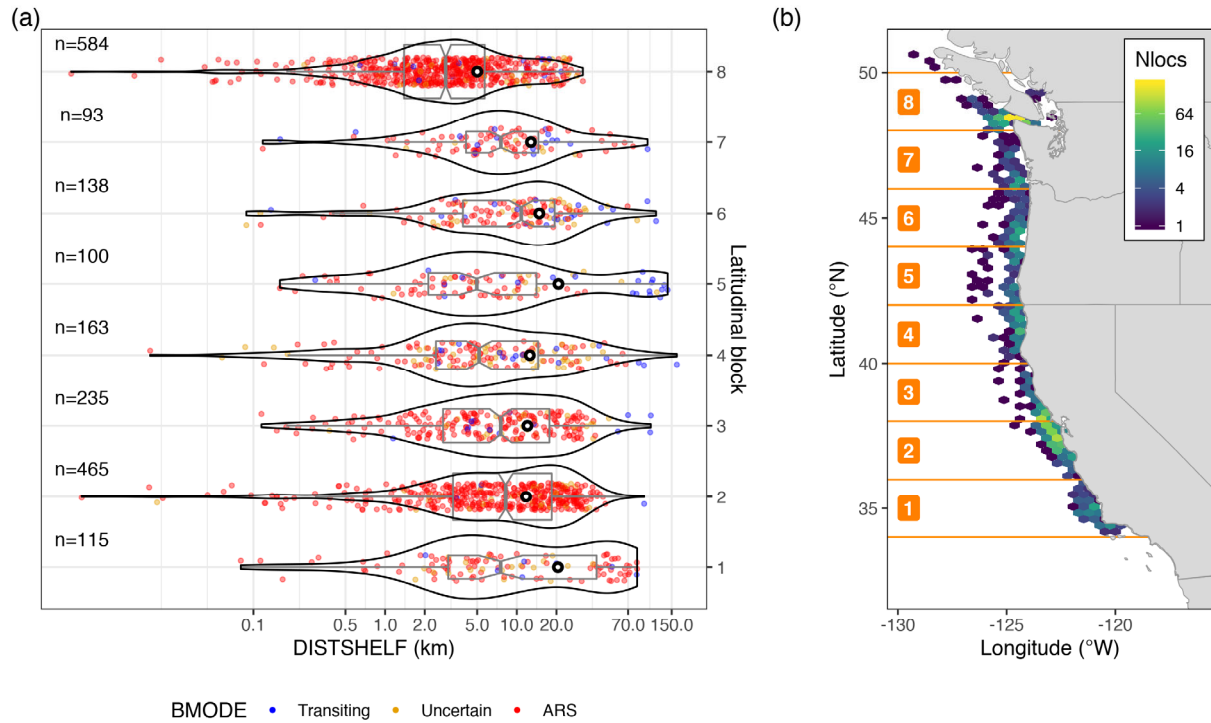 (a)
n=584
n=93
n=138
n=100
n=163
n=235
n=465
n=115
8
7
6
5
4
3
2
1
Latitudinal block
0.1 0.5 1.0 2.0 5.0 10.0 20.0 70.0 150.0
DISTSHELF (km)
BMODE Transiting Uncertain ARS
(b)
Nlocs
64
16
4
1
50
45
40
35
Latitude (°N)
8
7
6
5
4
3
2
1
-130 -125 -120
Longitude (°W)